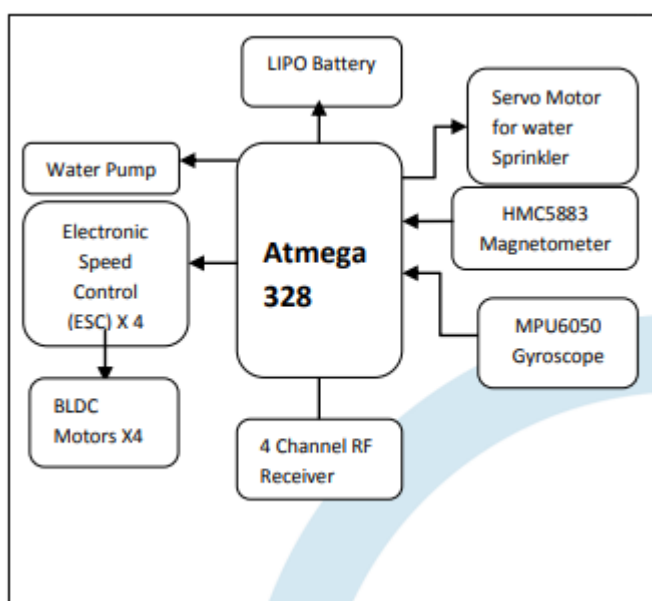 LIPO Battery
Servo Motor
for water
Sprinkler
Water Pump
HMC5883
Magnetometer
Electronic
Speed
Control
(ESC) X 4
Atmega
328
MPU6050
Gyroscope
BLDC
Motors X4
4 Channel RF
Receiver